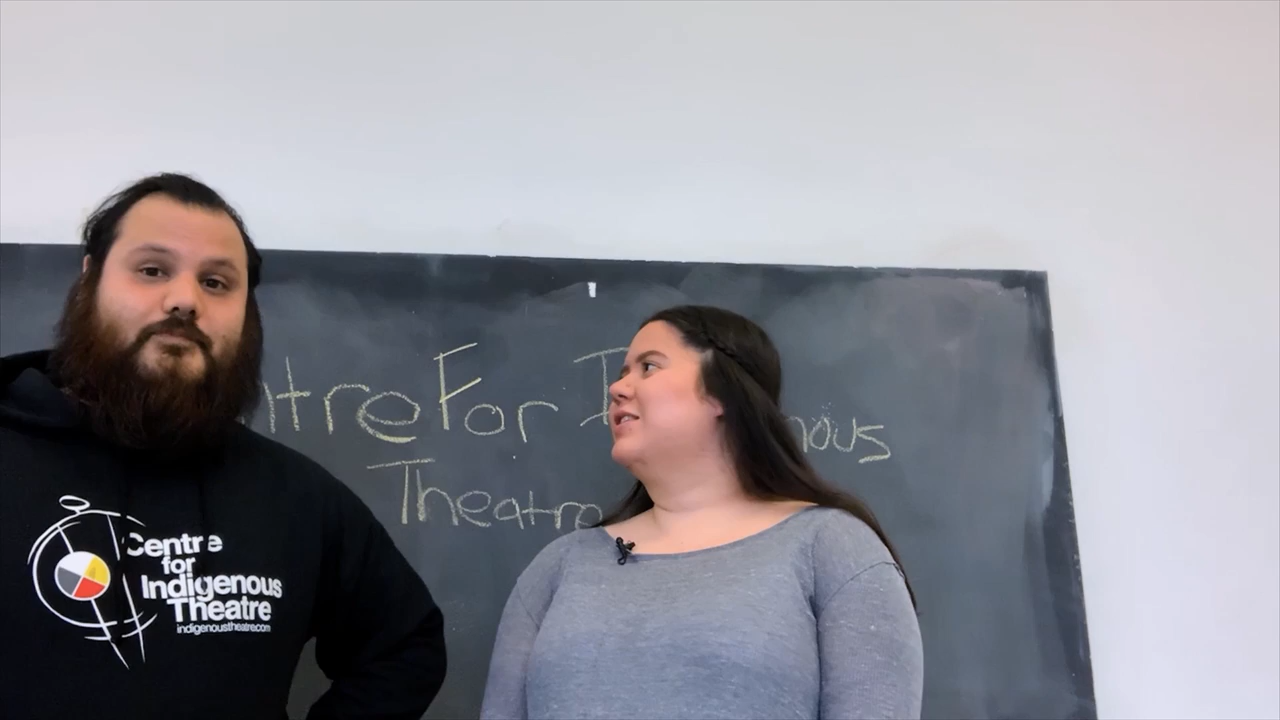 ntre For I nous
Theatre
Centre
for
Indigenous
Theatre
indigenoustheatre.com